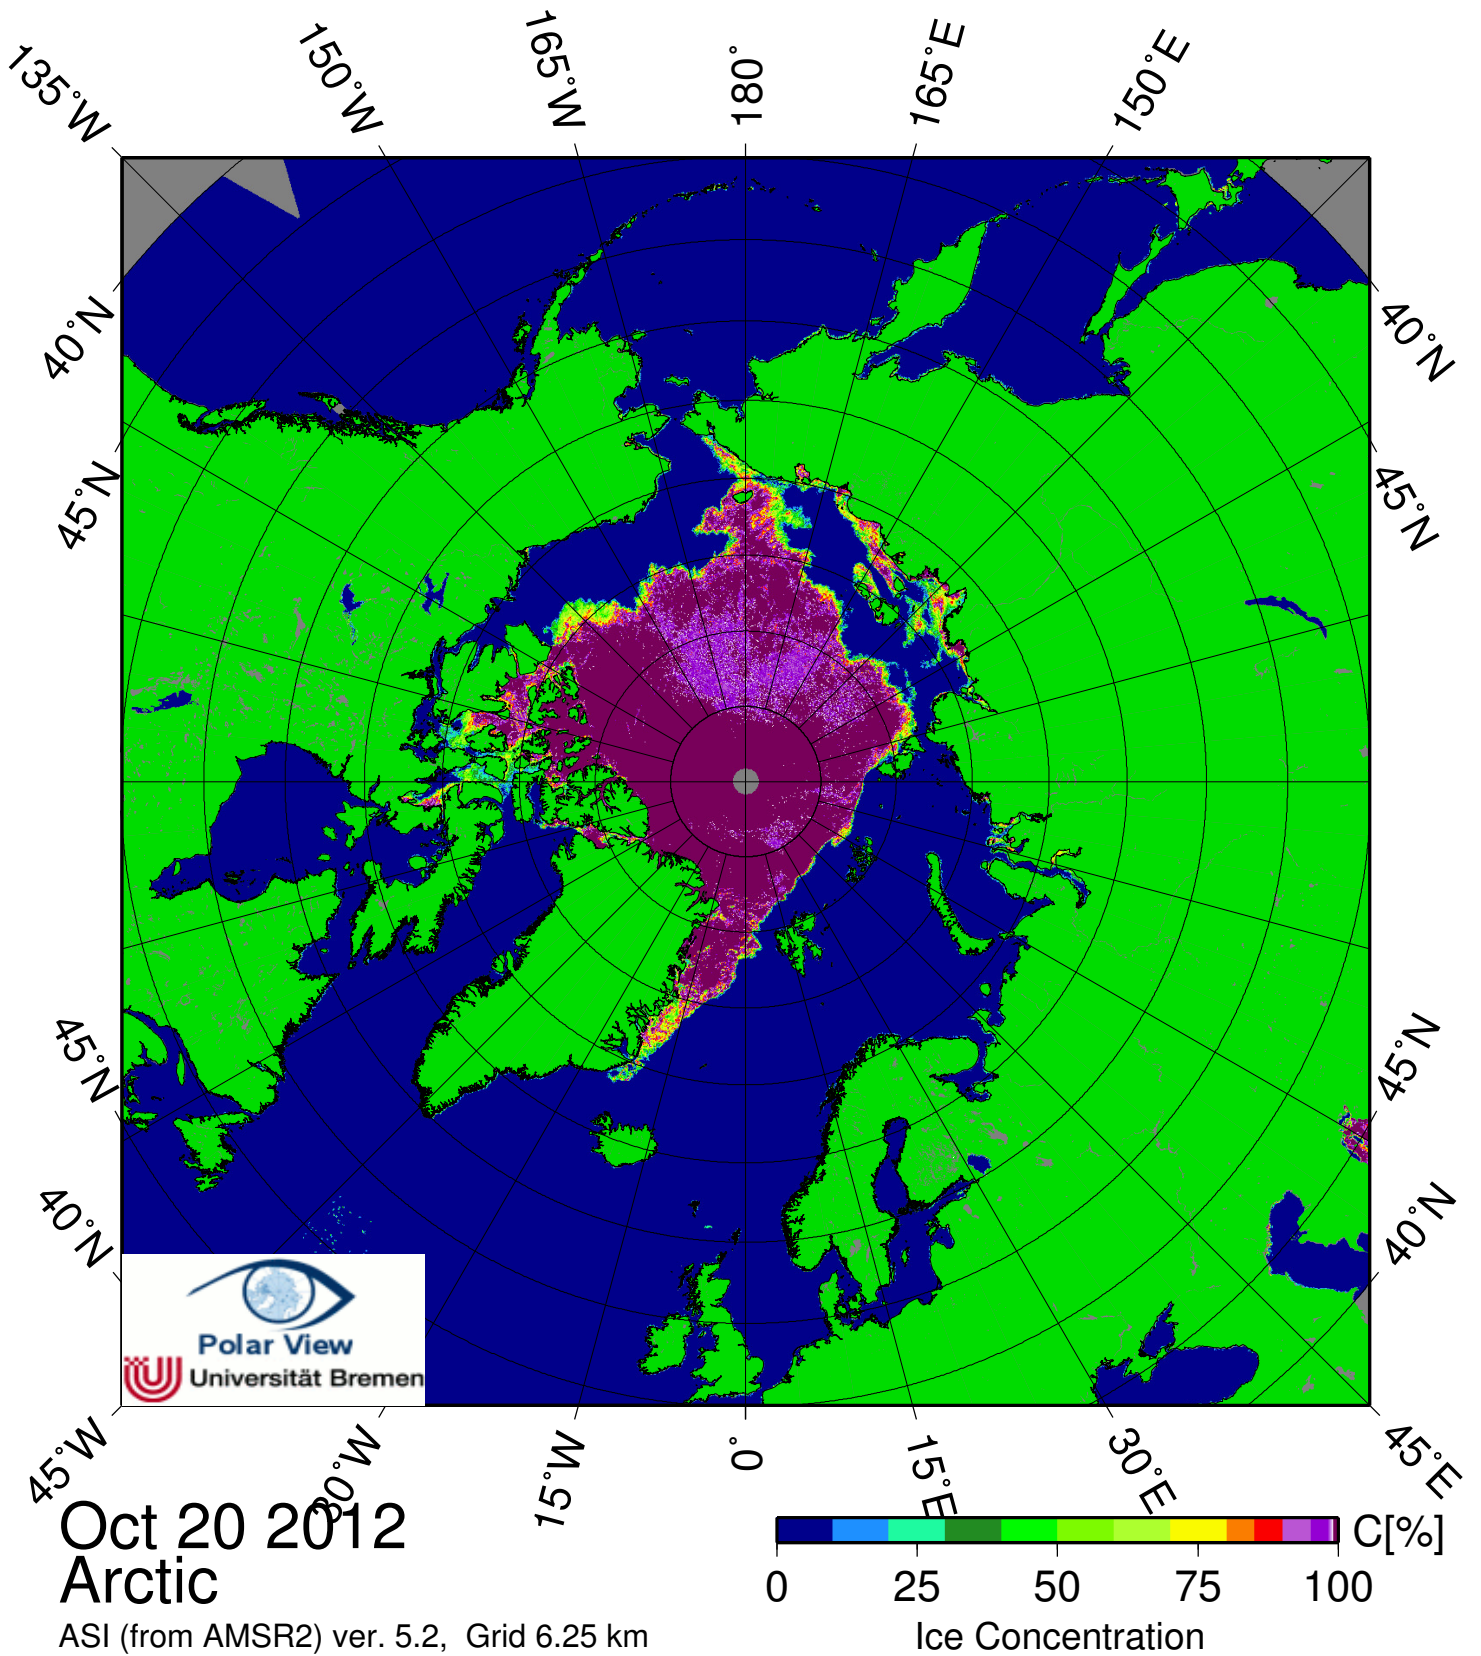 135°W 150°W 165°W 180° 165°E 150°E
40°N 40°N
45°N 45°N
45°N 45°N
40°N 40°N
Polar View
Universität Bremen
45°W 30°W 15°W 0° 15°E 30°E 45°E
Oct 20 2012
Arctic
ASI (from AMSR2) ver. 5.2, Grid 6.25 km
C[%]
0 25 50 75 100
Ice Concentration